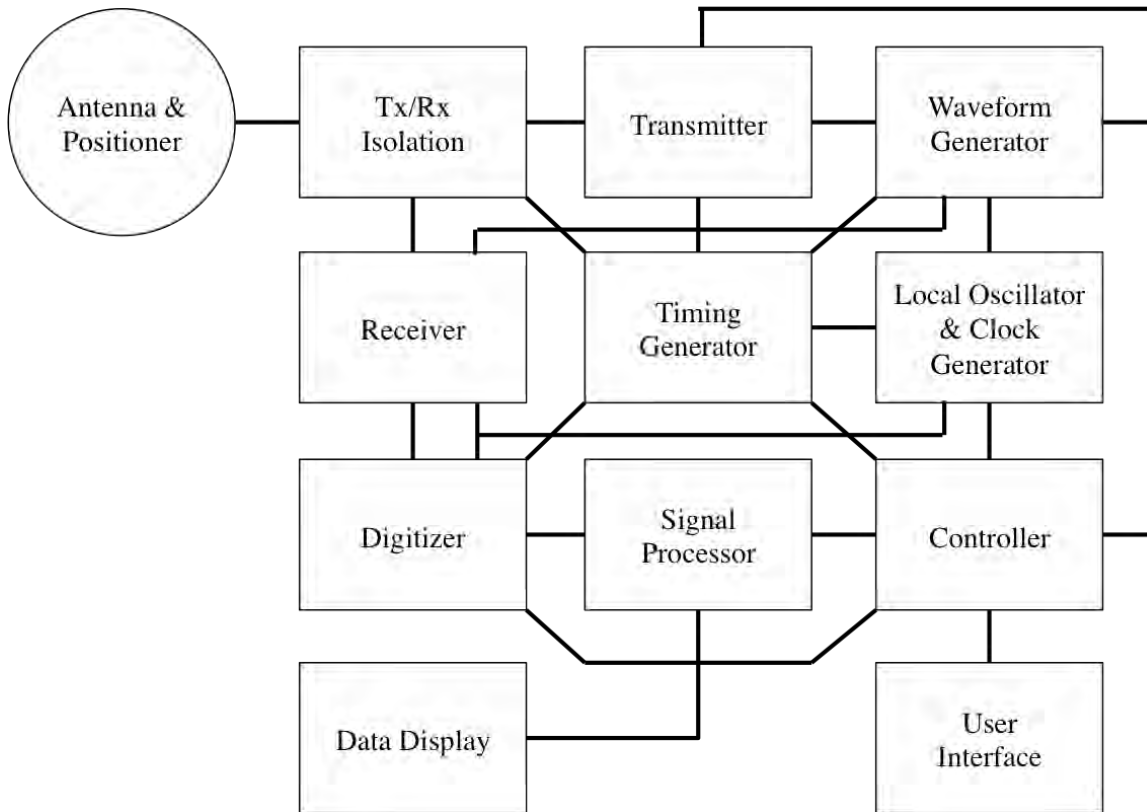 Antenna &
Positioner
Tx/Rx
Isolation
Transmitter
Waveform
Generator
Receiver
Timing
Generator
Local Oscillator
& Clock
Generator
Digitizer
Signal
Processor
Controller
Data Display
User
Interface